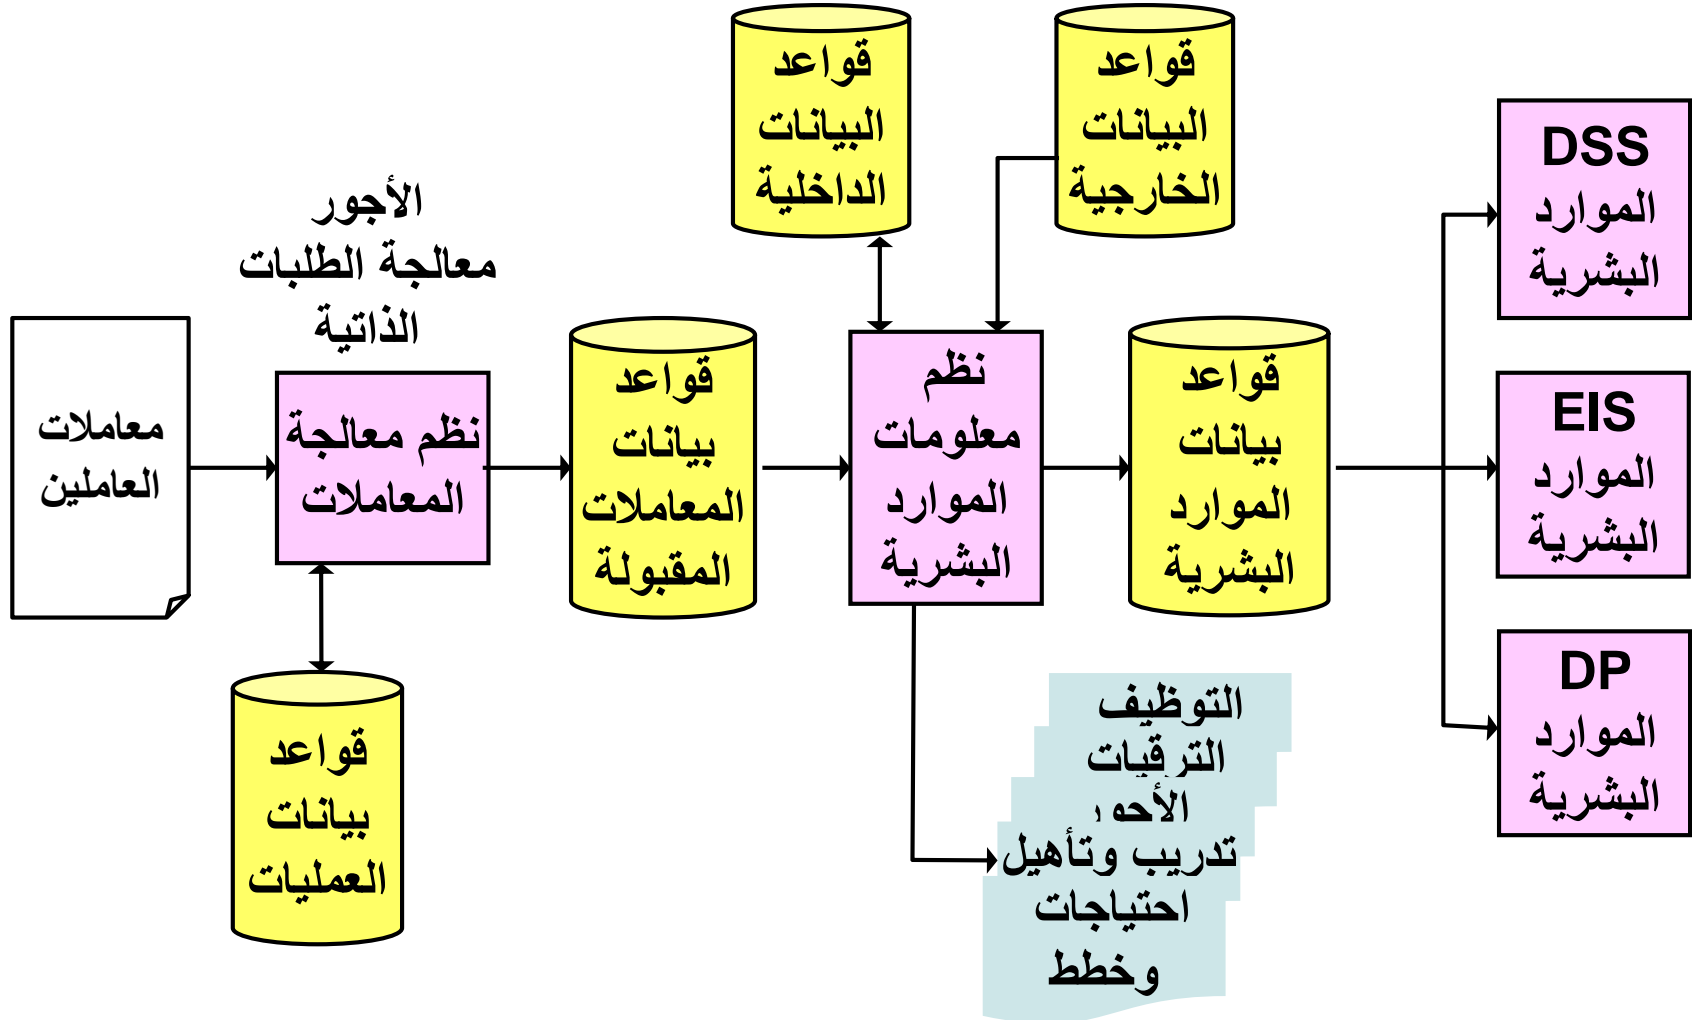 معاملات
العاملين
الأجور
معالجة الطلبات
الذاتية
نظم معالجة
المعاملات
قواعد
بيانات
العمليات
قواعد
بيانات
المعاملات
المقبولة
قواعد
البيانات
الداخلية
قواعد
البيانات
الخارجية
نظم
معلومات
الموارد
البشرية
التوظيف
الترقيات
الأجور
تدريب وتأهيل
احتياجات
وخطط
قواعد
بيانات
الموارد
البشرية
DSS
الموارد
البشرية
EIS
الموارد
البشرية
DP
الموارد
البشرية